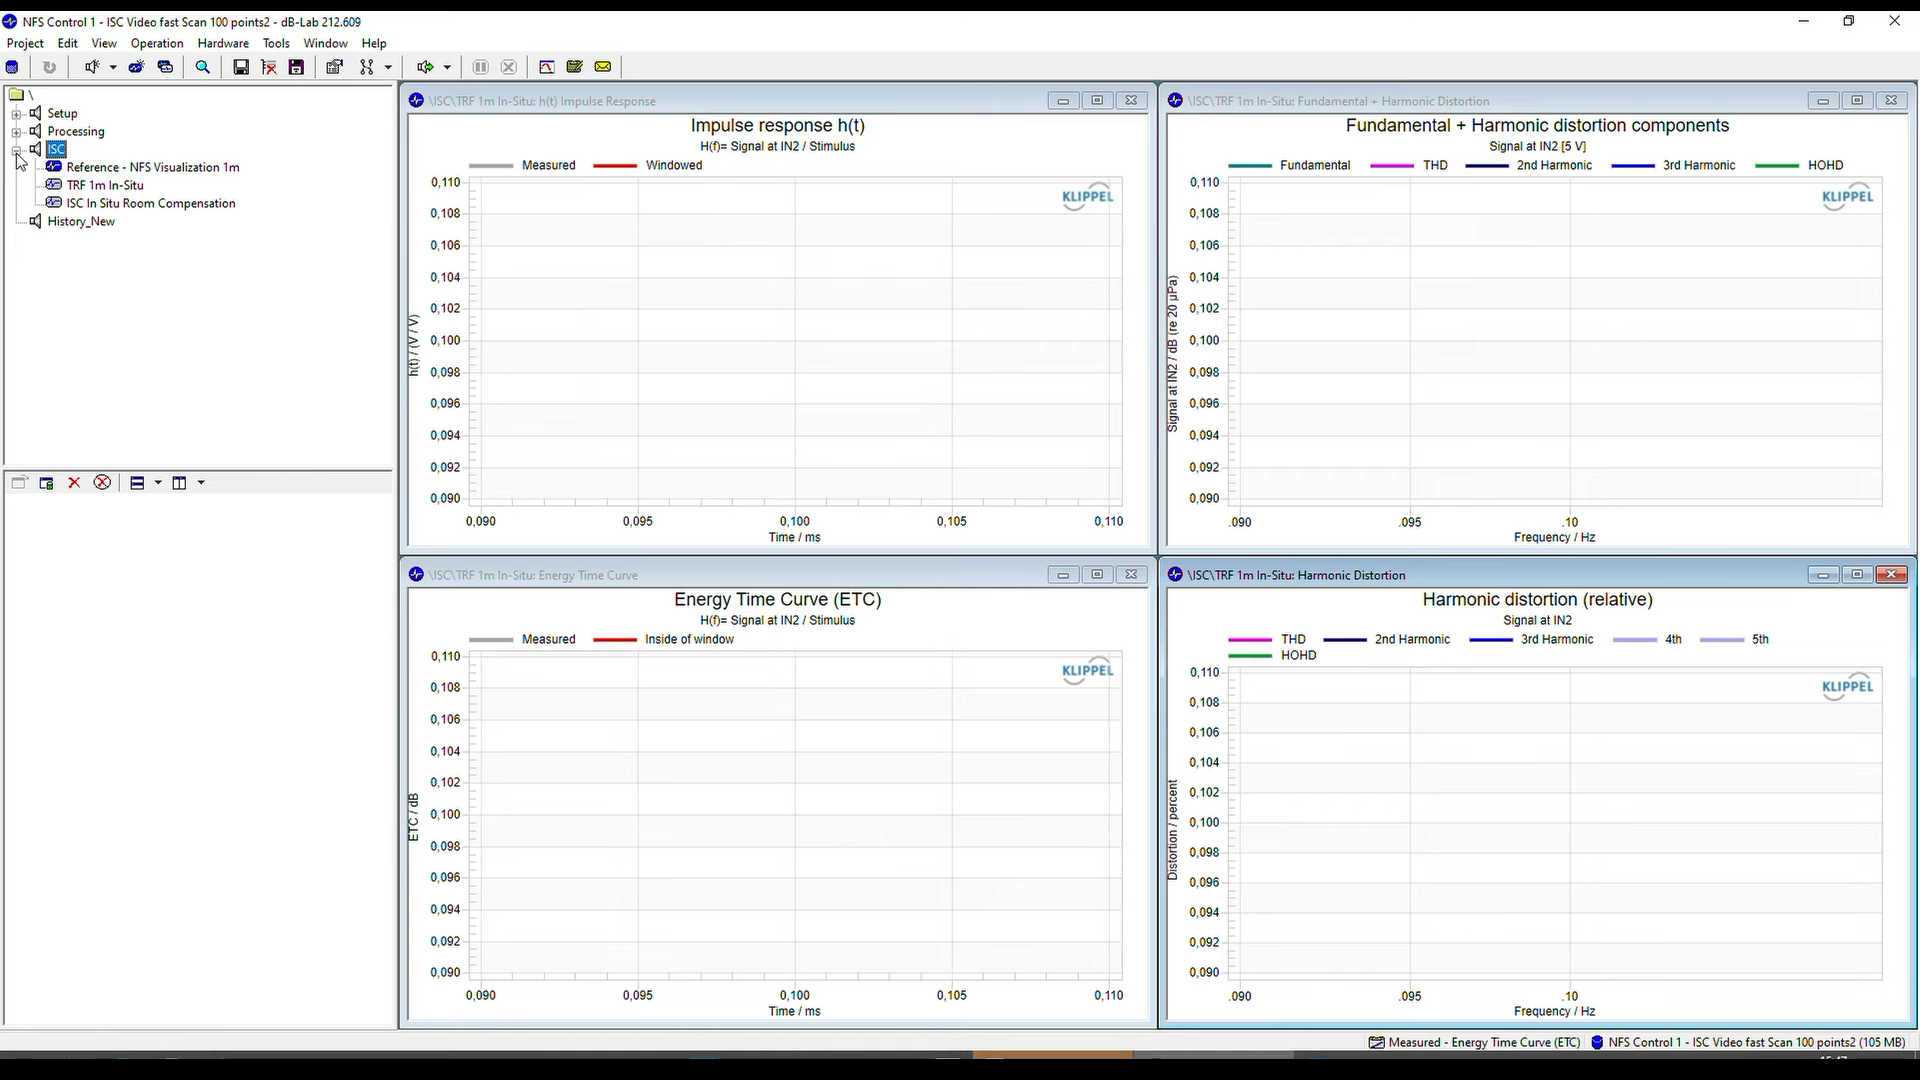 NFS Control 1 - ISC Video fast Scan 100 points2 - dB-Lab 212.609
Project Edit View Operation Hardware Tools Window Help
\
Setup
Processing
ISC
Reference - NFS Visualization 1m
TRF 1m In-Situ
ISC In Situ Room Compensation
History_New
\ISC\TRF 1m In-Situ: h(t) Impulse Response
Impulse response h(t)
H(f)= Signal at IN2 / Stimulus
Measured Windowed
KLIPPEL
h(t) / (V / V)
0,110
0,108
0,106
0,104
0,102
0,100
0,098
0,096
0,094
0,092
0,090
0,090 0,095 0,100 0,105 0,110
Time / ms
\ISC\TRF 1m In-Situ: Fundamental + Harmonic Distortion
Fundamental + Harmonic distortion components
Signal at IN2 [5 V]
Fundamental THD 2nd Harmonic 3rd Harmonic HOHD
KLIPPEL
Signal at IN2 / dB (re 20 µPa)
0,110
0,108
0,106
0,104
0,102
0,100
0,098
0,096
0,094
0,092
0,090
.090 .095 .10
Frequency / Hz
\ISC\TRF 1m In-Situ: Energy Time Curve
Energy Time Curve (ETC)
H(f)= Signal at IN2 / Stimulus
Measured Inside of window
KLIPPEL
ETC / dB
0,110
0,108
0,106
0,104
0,102
0,100
0,098
0,096
0,094
0,092
0,090
0,090 0,095 0,100 0,105 0,110
Time / ms
\ISC\TRF 1m In-Situ: Harmonic Distortion
Harmonic distortion (relative)
Signal at IN2
THD 2nd Harmonic 3rd Harmonic 4th 5th
HOHD
KLIPPEL
Distortion / percent
0,110
0,108
0,106
0,104
0,102
0,100
0,098
0,096
0,094
0,092
0,090
.090 .095 .10
Frequency / Hz
Measured - Energy Time Curve (ETC) NFS Control 1 - ISC Video fast Scan 100 points2 (105 MB)